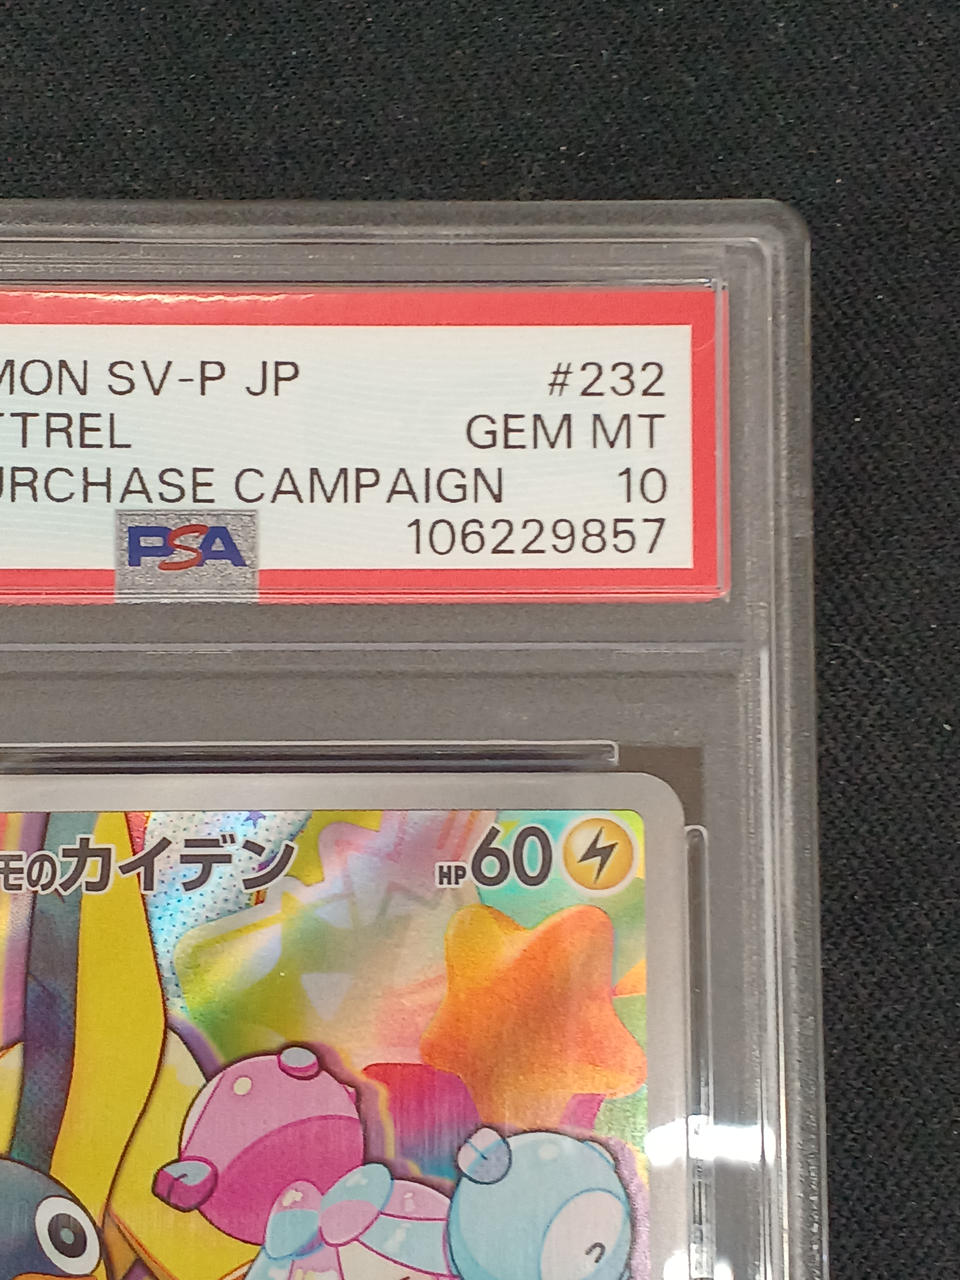 MON SV-P JP #232
TTREL GEM MT
URCHASE CAMPAIGN 10
PSA 106229857
モのカイデン HP60